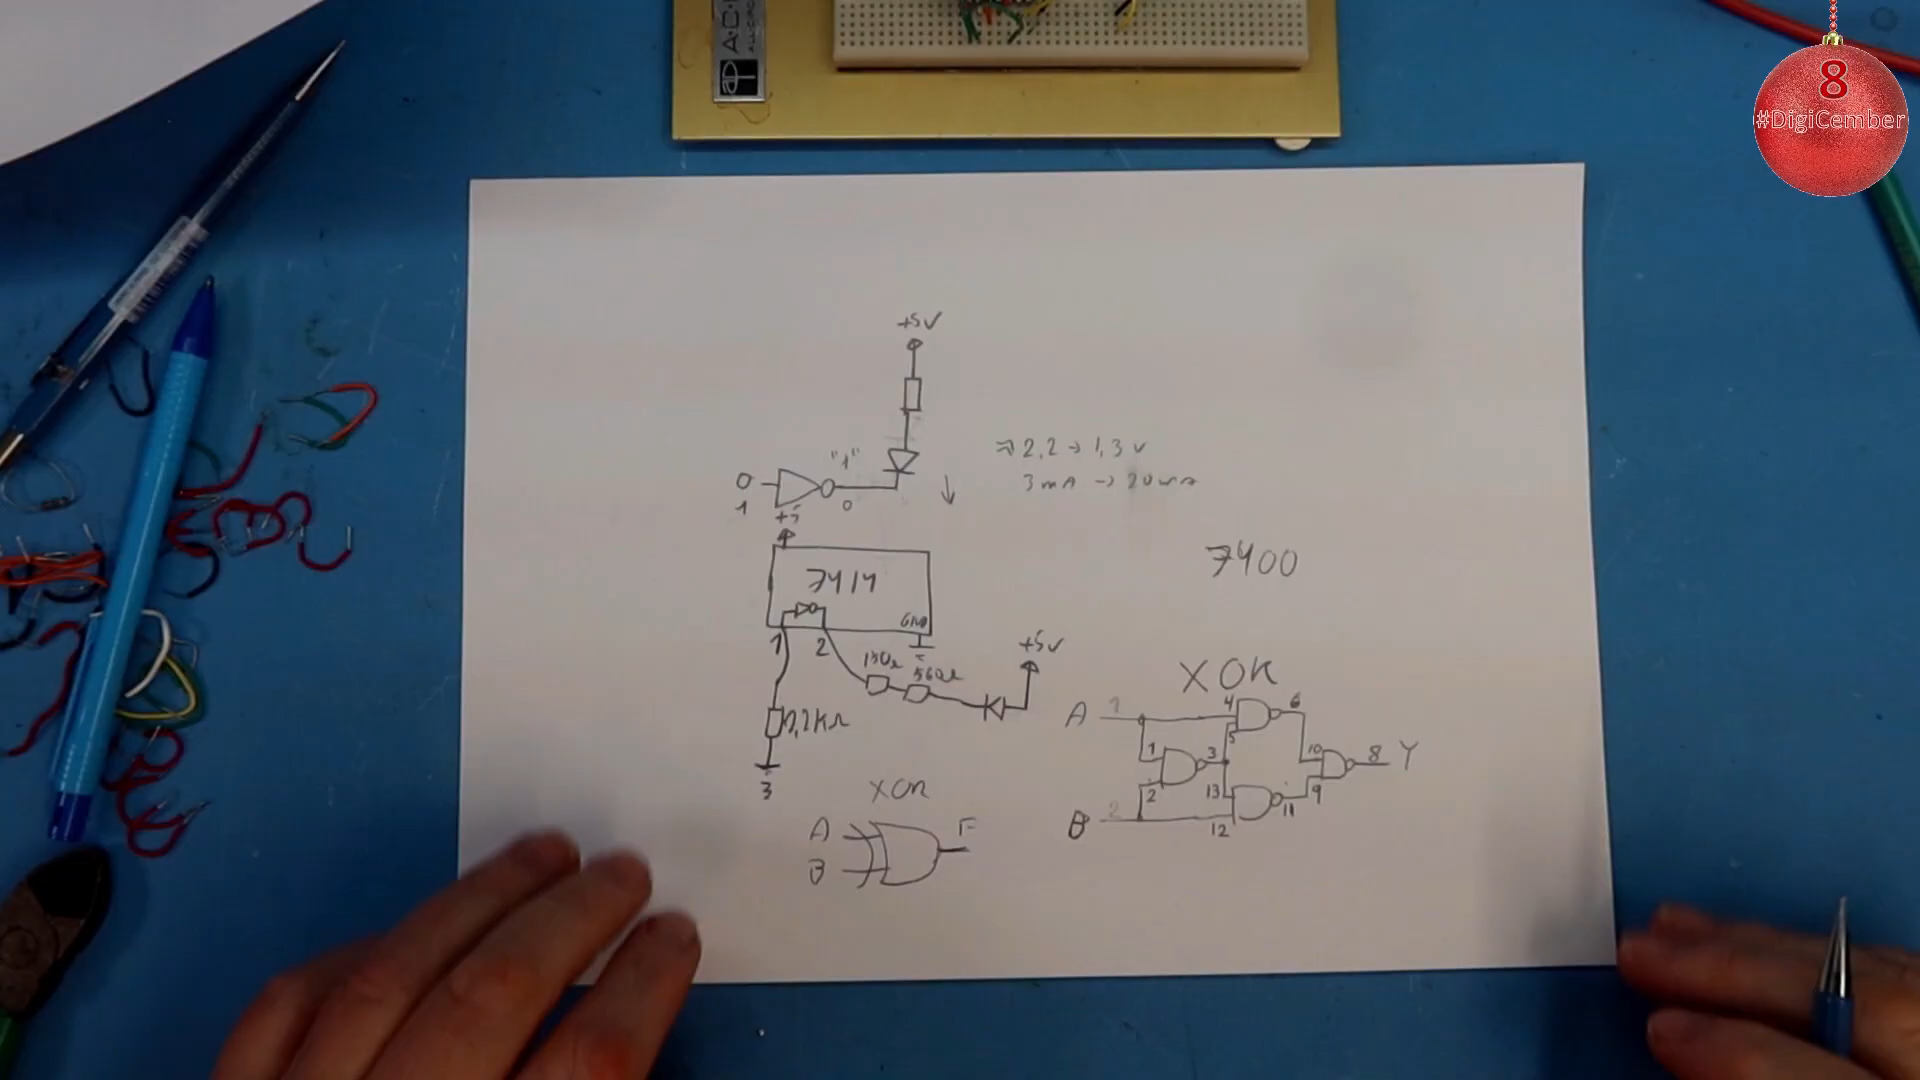 8
#DigiCember
A.C.
ap
+5V
"1"
0
1
0
≈ 2,2 → 1,3 V
3mA → 20mA
+5
7414
GND
1
2
150Ω
560Ω
+5V
2,2KΩ
3
7400
XOR
A
B
F
XOR
A
1
1
2
3
4
5
6
13
12
11
10
9
8
Y
B
2